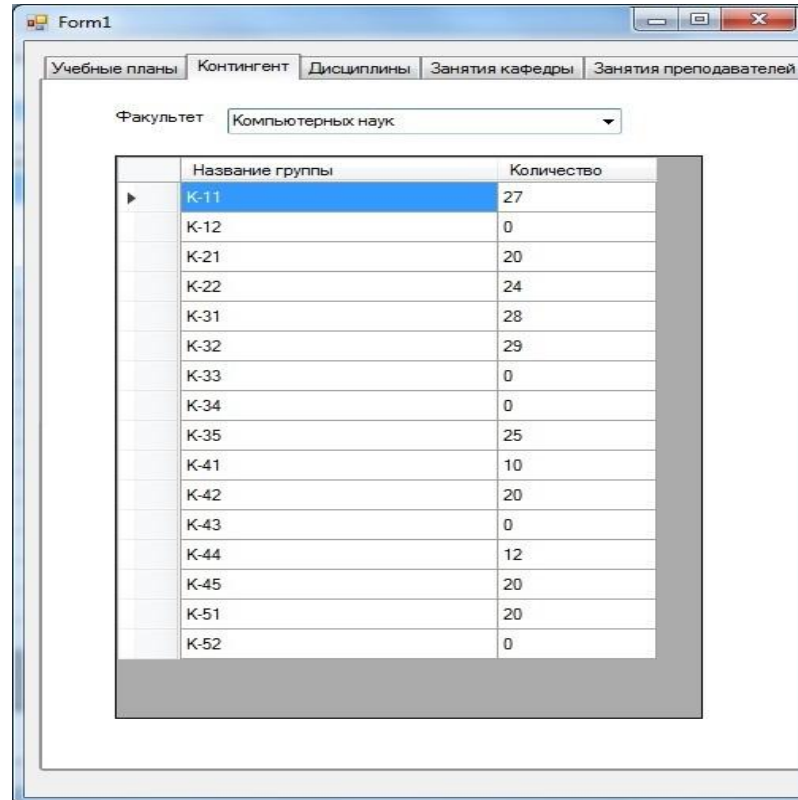 Form1
Учебные планы Контингент Дисциплины Занятия кафедры Занятия преподавателей
Факультет Компьютерных наук
Название группы Количество
К-11 27
К-12 0
К-21 20
К-22 24
К-31 28
К-32 29
К-33 0
К-34 0
К-35 25
К-41 10
К-42 20
К-43 0
К-44 12
К-45 20
К-51 20
К-52 0